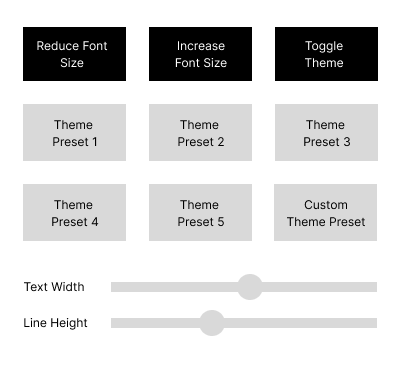 Reduce Font
Size
Increase
Font Size
Toggle
Theme
Theme
Preset 1
Theme
Preset 2
Theme
Preset 3
Theme
Preset 4
Theme
Preset 5
Custom
Theme Preset
Text Width
Line Height